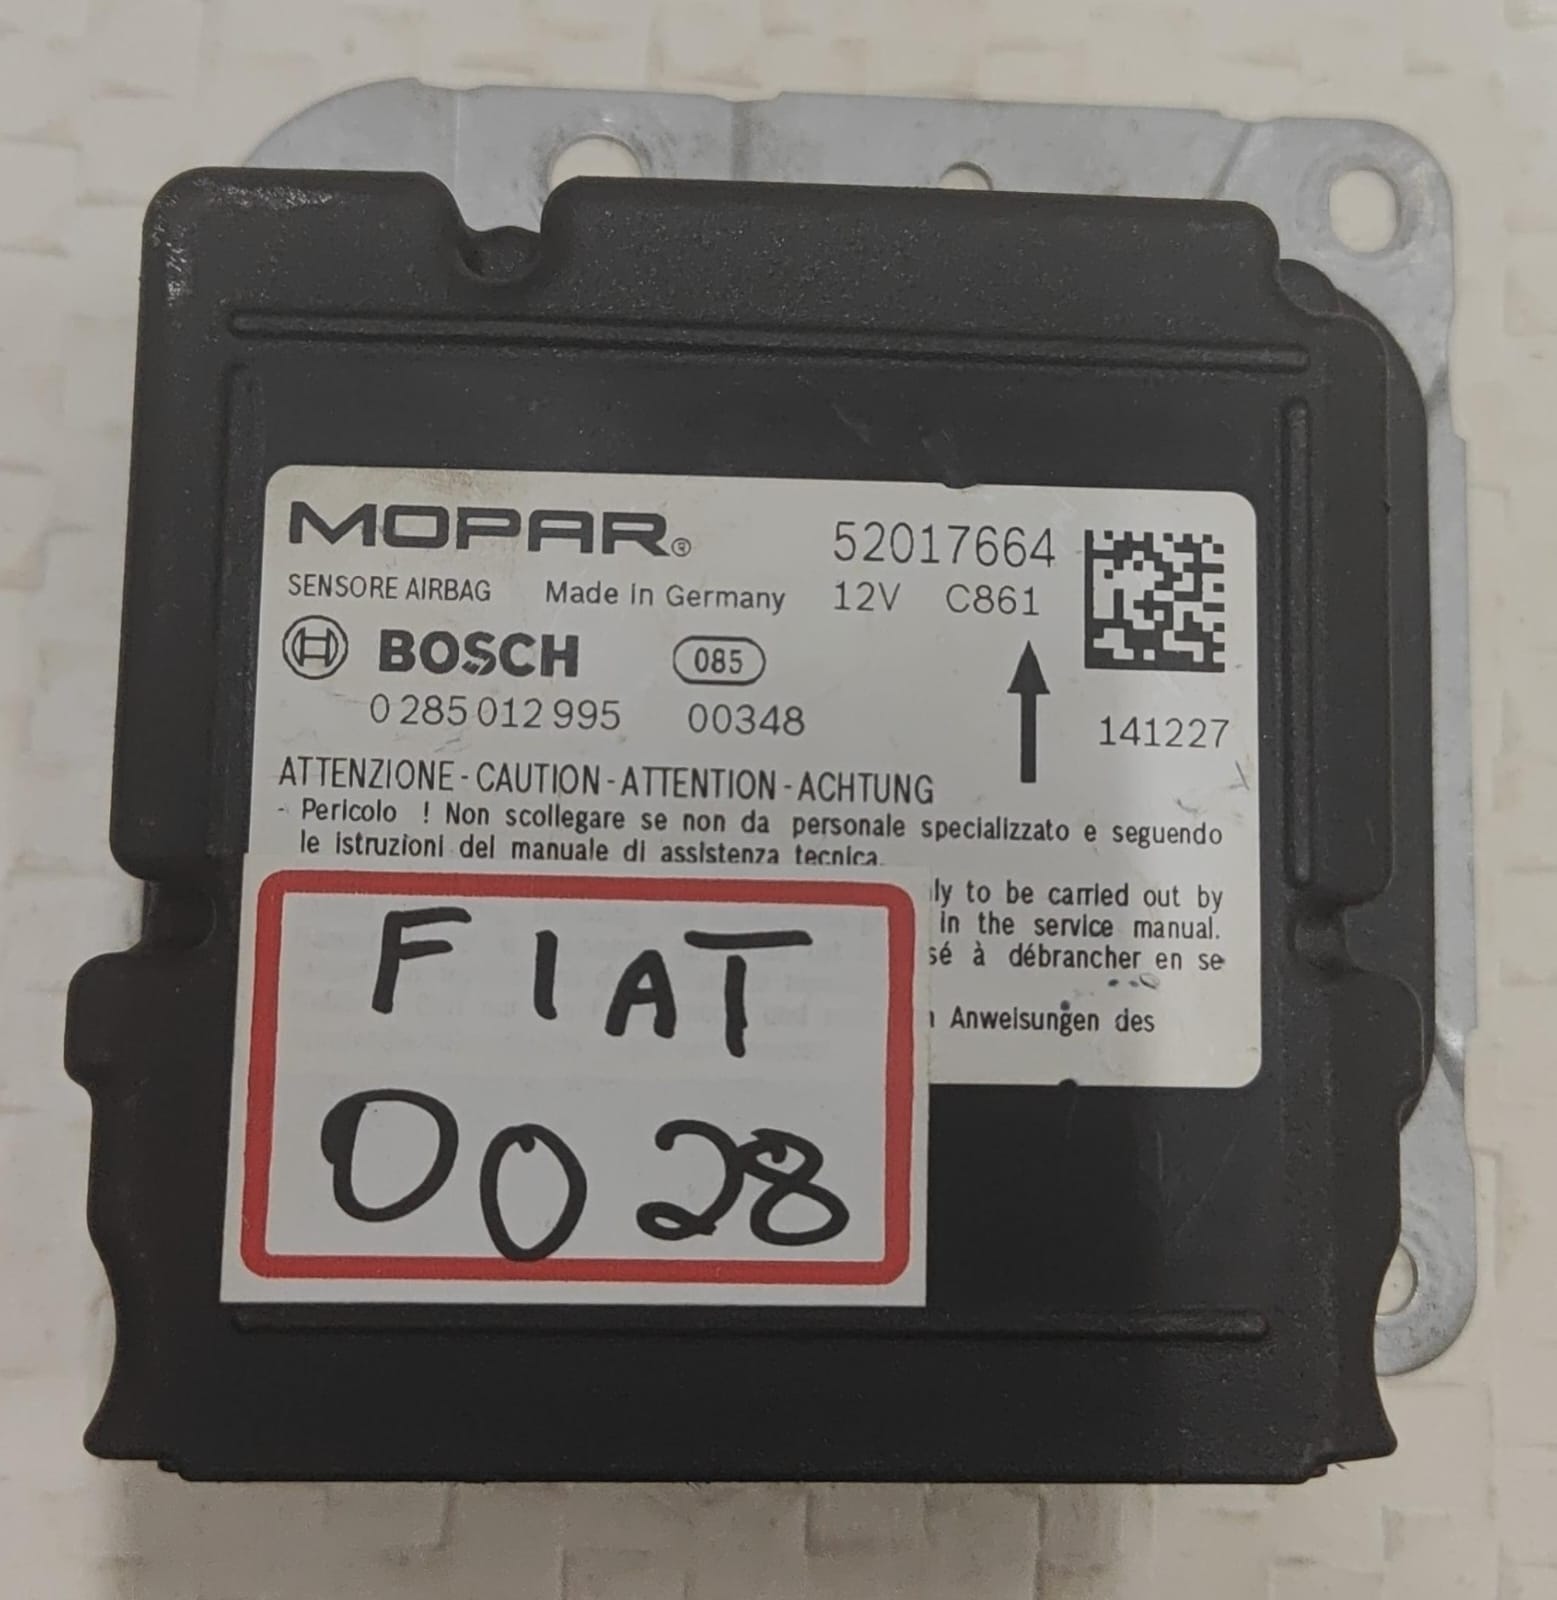 MOPAR®
52017664
SENSORE AIRBAG Made in Germany 12V C861
BOSCH 085
0 285 012 995 00348
141227
ATTENZIONE - CAUTION - ATTENTION - ACHTUNG
- Pericolo ! Non scollegare se non da personale specializzato e seguendo
le istruzioni del manuale di assistenza tecnica.
ly to be carried out by
in the service manual.
sé à débrancher en se
Anweisungen des
FIAT
0028